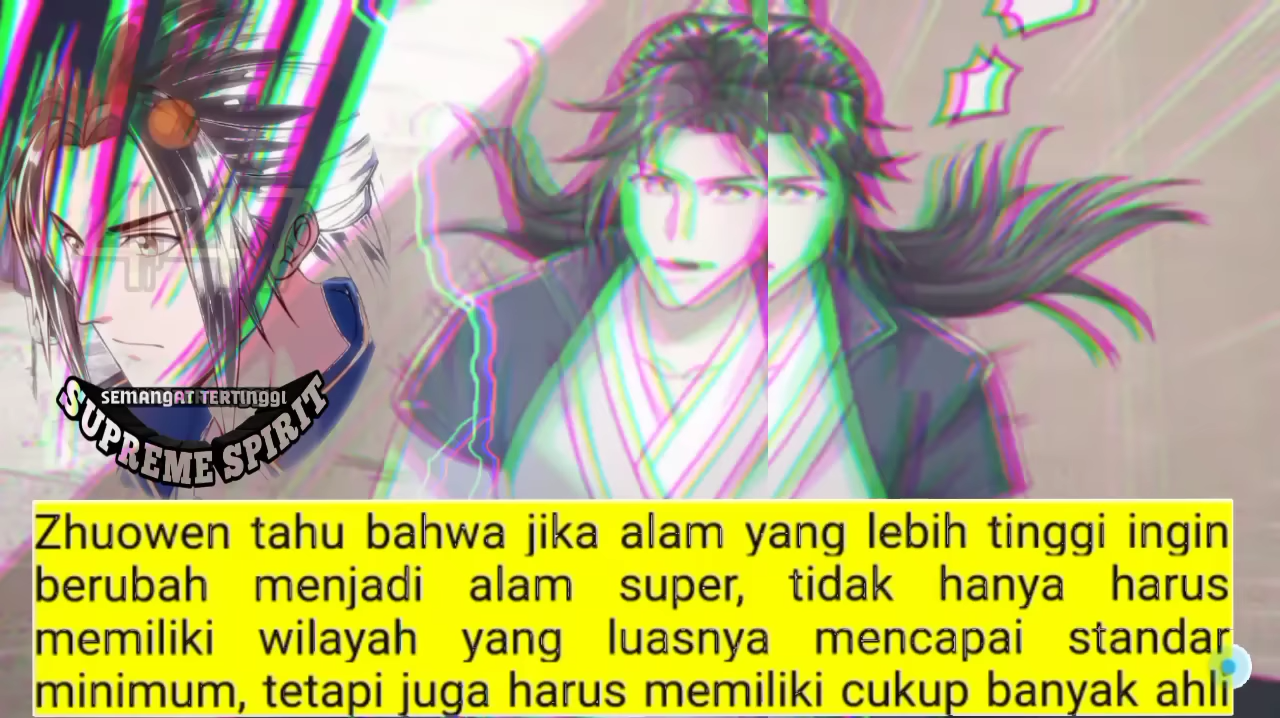 SEMANGAT TERTINGGI
SUPREME SPIRIT
Zhuowen tahu bahwa jika alam yang lebih tinggi ingin
berubah menjadi alam super, tidak hanya harus
memiliki wilayah yang luasnya mencapai standar
minimum, tetapi juga harus memiliki cukup banyak ahli